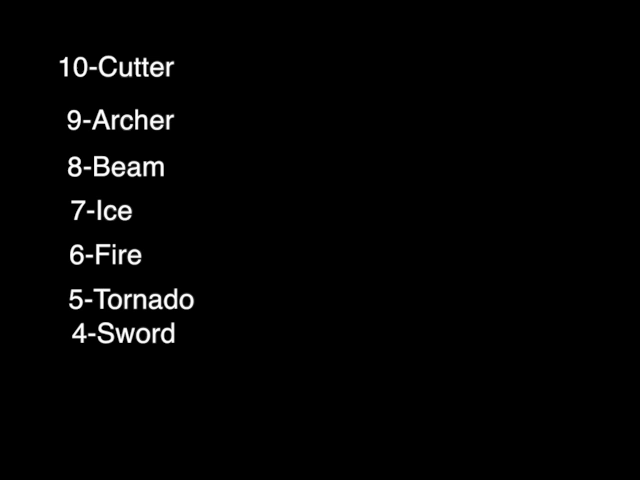 10-Cutter
9-Archer
8-Beam
7-Ice
6-Fire
5-Tornado
4-Sword